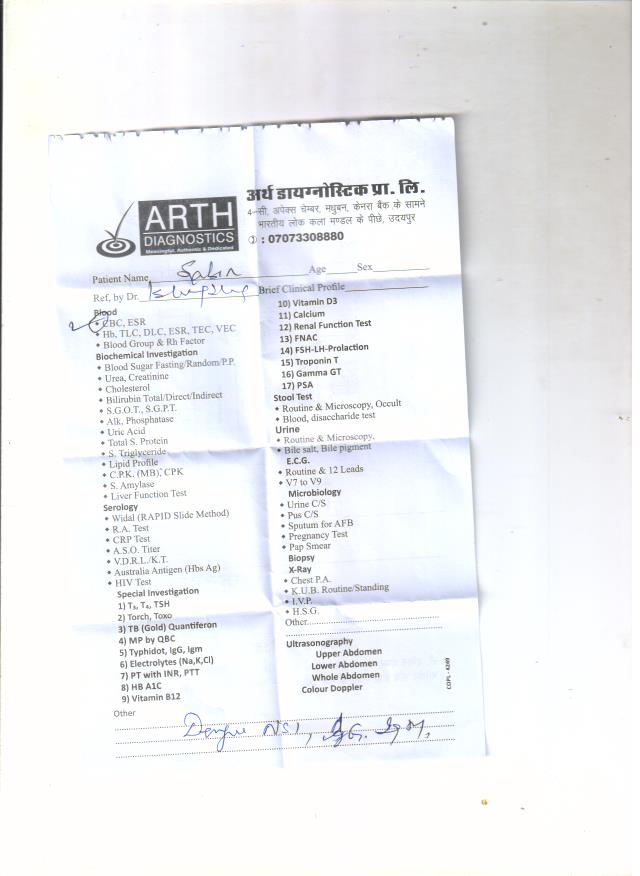 ARTH
DIAGNOSTICS
Meaningful, Authentic & Dedicated
अर्थ डायग्नोस्टिक प्रा. लि.
4-सी, अपेक्स चेम्बर, मधुबन, केनरा बैंक के सामने
भारतीय लोक कला मण्डल के पीछे, उदयपुर
: 07073308880
Patient Name Age Sex
Ref, by Dr. Brief Clinical Profile
Blood
CBC, ESR
Hb, TLC, DLC, ESR, TEC, VEC
Blood Group & Rh Factor
Biochemical Investigation
Blood Sugar Fasting/Random/P.P.
Urea, Creatinine
Cholesterol
Bilirubin Total/Direct/Indirect
S.G.O.T., S.G.P.T.
Alk, Phosphatase
Uric Acid
Total S. Protein
S. Triglyceride
Lipid Profile
C.P.K. (MB), CPK
S. Amylase
Liver Function Test
Serology
Widal (RAPID Slide Method)
R.A. Test
CRP Test
A.S.O. Titer
V.D.R.L./K.T.
Australia Antigen (Hbs Ag)
HIV Test
Special Investigation
1) T3, T4, TSH
2) Torch, Toxo
3) TB (Gold) Quantiferon
4) MP by QBC
5) Typhidot, IgG, Igm
6) Electrolytes (Na,K,Cl)
7) PT with INR, PTT
8) HB A1C
9) Vitamin B12
10) Vitamin D3
11) Calcium
12) Renal Function Test
13) FNAC
14) FSH-LH-Prolaction
15) Troponin T
16) Gamma GT
17) PSA
Stool Test
Routine & Microscopy, Occult
Blood, disaccharide test
Urine
Routine & Microscopy,
Bile salt, Bile pigment
E.C.G.
Routine & 12 Leads
V7 to V9
Microbiology
Urine C/S
Pus C/S
Sputum for AFB
Pregnancy Test
Pap Smear
Biopsy
X-Ray
Chest P.A.
K.U.B. Routine/Standing
I.V.P.
H.S.G.
Other
Ultrasonography
Upper Abdomen
Lower Abdomen
Whole Abdomen
Colour Doppler
COPL - 4249
Other
Dengue NS1, IgG. IgM,